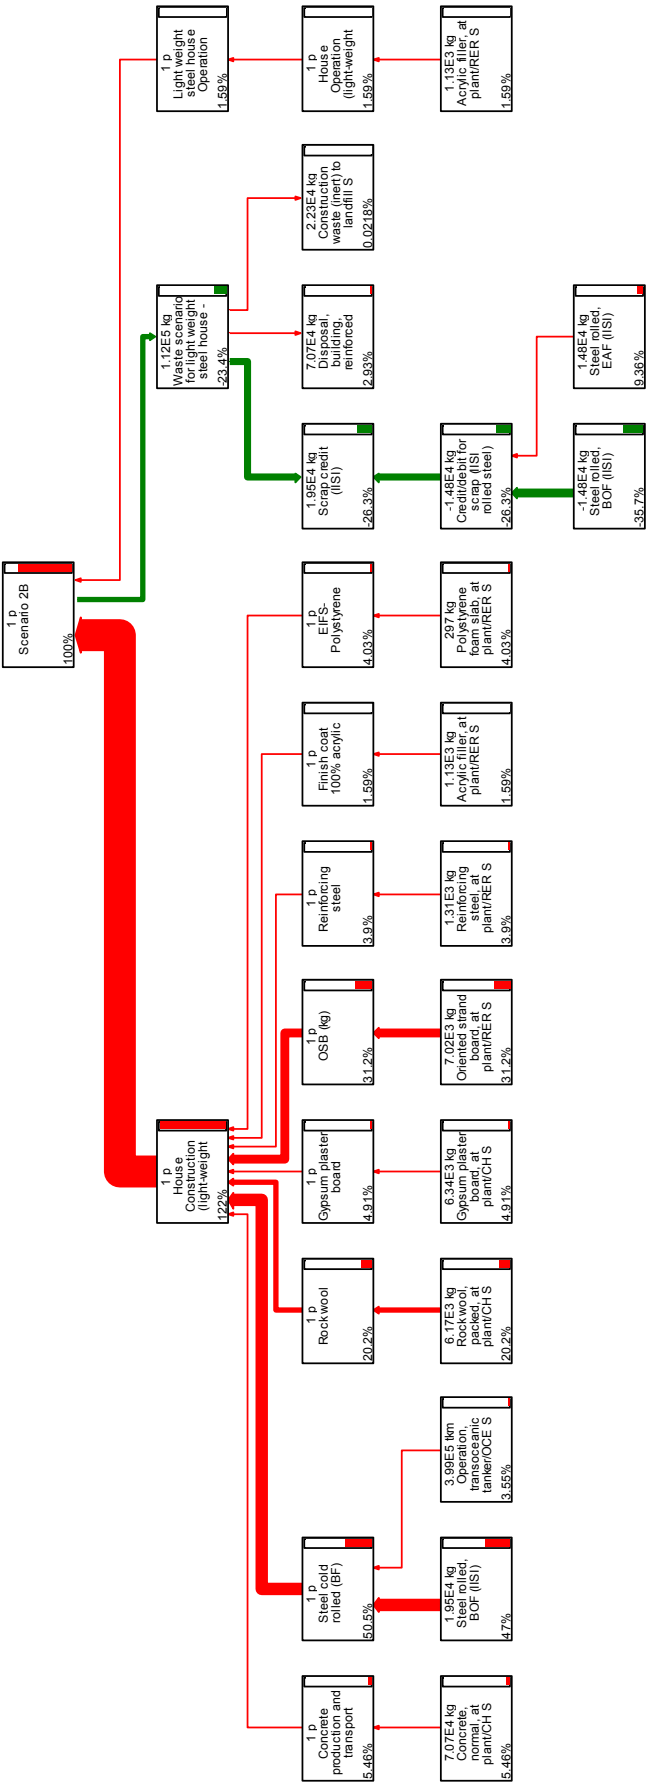 1 p
Scenario 2B
100%
1 p
House
Construction
(light-weight
122%
1.12E5 kg
Waste scenario
for light weight
steel house -
-23.4%
1 p
Light weight
steel house
Operation
1.59%
1 p
Concrete
production and
transport
5.46%
1 p
Steel cold
rolled (BF)
50.5%
1 p
Rockwool
20.2%
1 p
Gypsum plaster
board
4.91%
1 p
OSB (kg)
31.2%
1 p
Reinforcing
steel
3.9%
1 p
Finish coat
100% acrylic
1.59%
1 p
EIFS-
Polystyrene
4.03%
1.95E4 kg
Scrap credit
(IISI)
-26.3%
7.07E4 kg
Disposal,
building,
reinforced
2.93%
2.23E4 kg
Construction
waste (inert) to
landfill S
0.0218%
1 p
House
Operation
(light-weight
1.59%
7.07E4 kg
Concrete,
normal, at
plant/CH S
5.46%
1.95E4 kg
Steel rolled,
BOF (IISI)
47%
3.99E5 tkm
Operation,
transoceanic
tanker/OCE S
3.55%
6.17E3 kg
Rockwool,
packed, at
plant/CH S
20.2%
6.34E3 kg
Gypsum plaster
board, at
plant/CH S
4.91%
7.02E3 kg
Oriented strand
board, at
plant/RER S
31.2%
1.31E3 kg
Reinforcing
steel, at
plant/RER S
3.9%
1.13E3 kg
Acrylic filler, at
plant/RER S
1.59%
297 kg
Polystyrene
foam slab, at
plant/RER S
4.03%
-1.48E4 kg
Credit/debit for
scrap (IISI
rolled steel)
-26.3%
1.13E3 kg
Acrylic filler, at
plant/RER S
1.59%
-1.48E4 kg
Steel rolled,
BOF (IISI)
-35.7%
1.48E4 kg
Steel rolled,
EAF (IISI)
9.36%